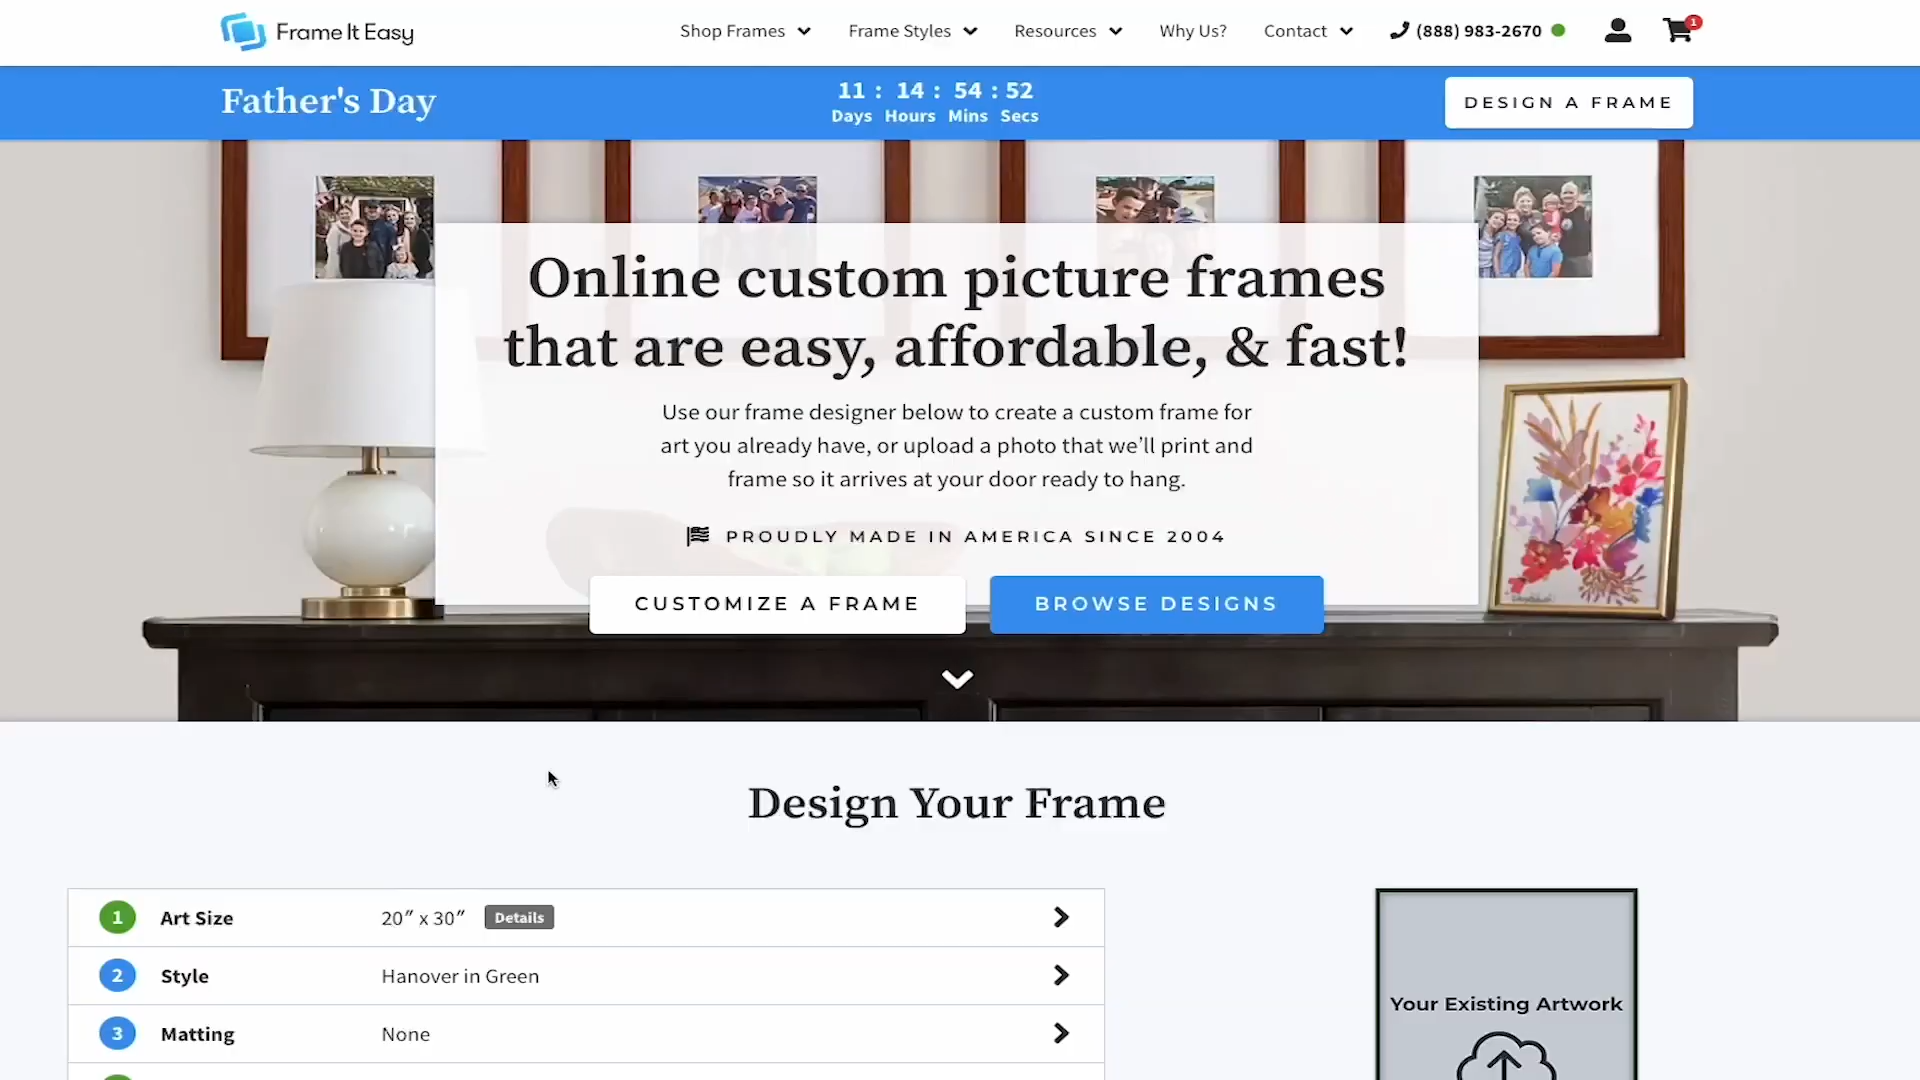 Frame It Easy
Shop Frames
Frame Styles
Resources
Why Us?
Contact
(888) 983-2670
1
Father's Day
11 : 14 : 54 : 52
Days Hours Mins Secs
DESIGN A FRAME
Online custom picture frames
that are easy, affordable, & fast!
Use our frame designer below to create a custom frame for
art you already have, or upload a photo that we’ll print and
frame so it arrives at your door ready to hang.
PROUDLY MADE IN AMERICA SINCE 2004
CUSTOMIZE A FRAME
BROWSE DESIGNS
Design Your Frame
1 Art Size 20″ x 30″ Details
2 Style Hanover in Green
3 Matting None
Your Existing Artwork